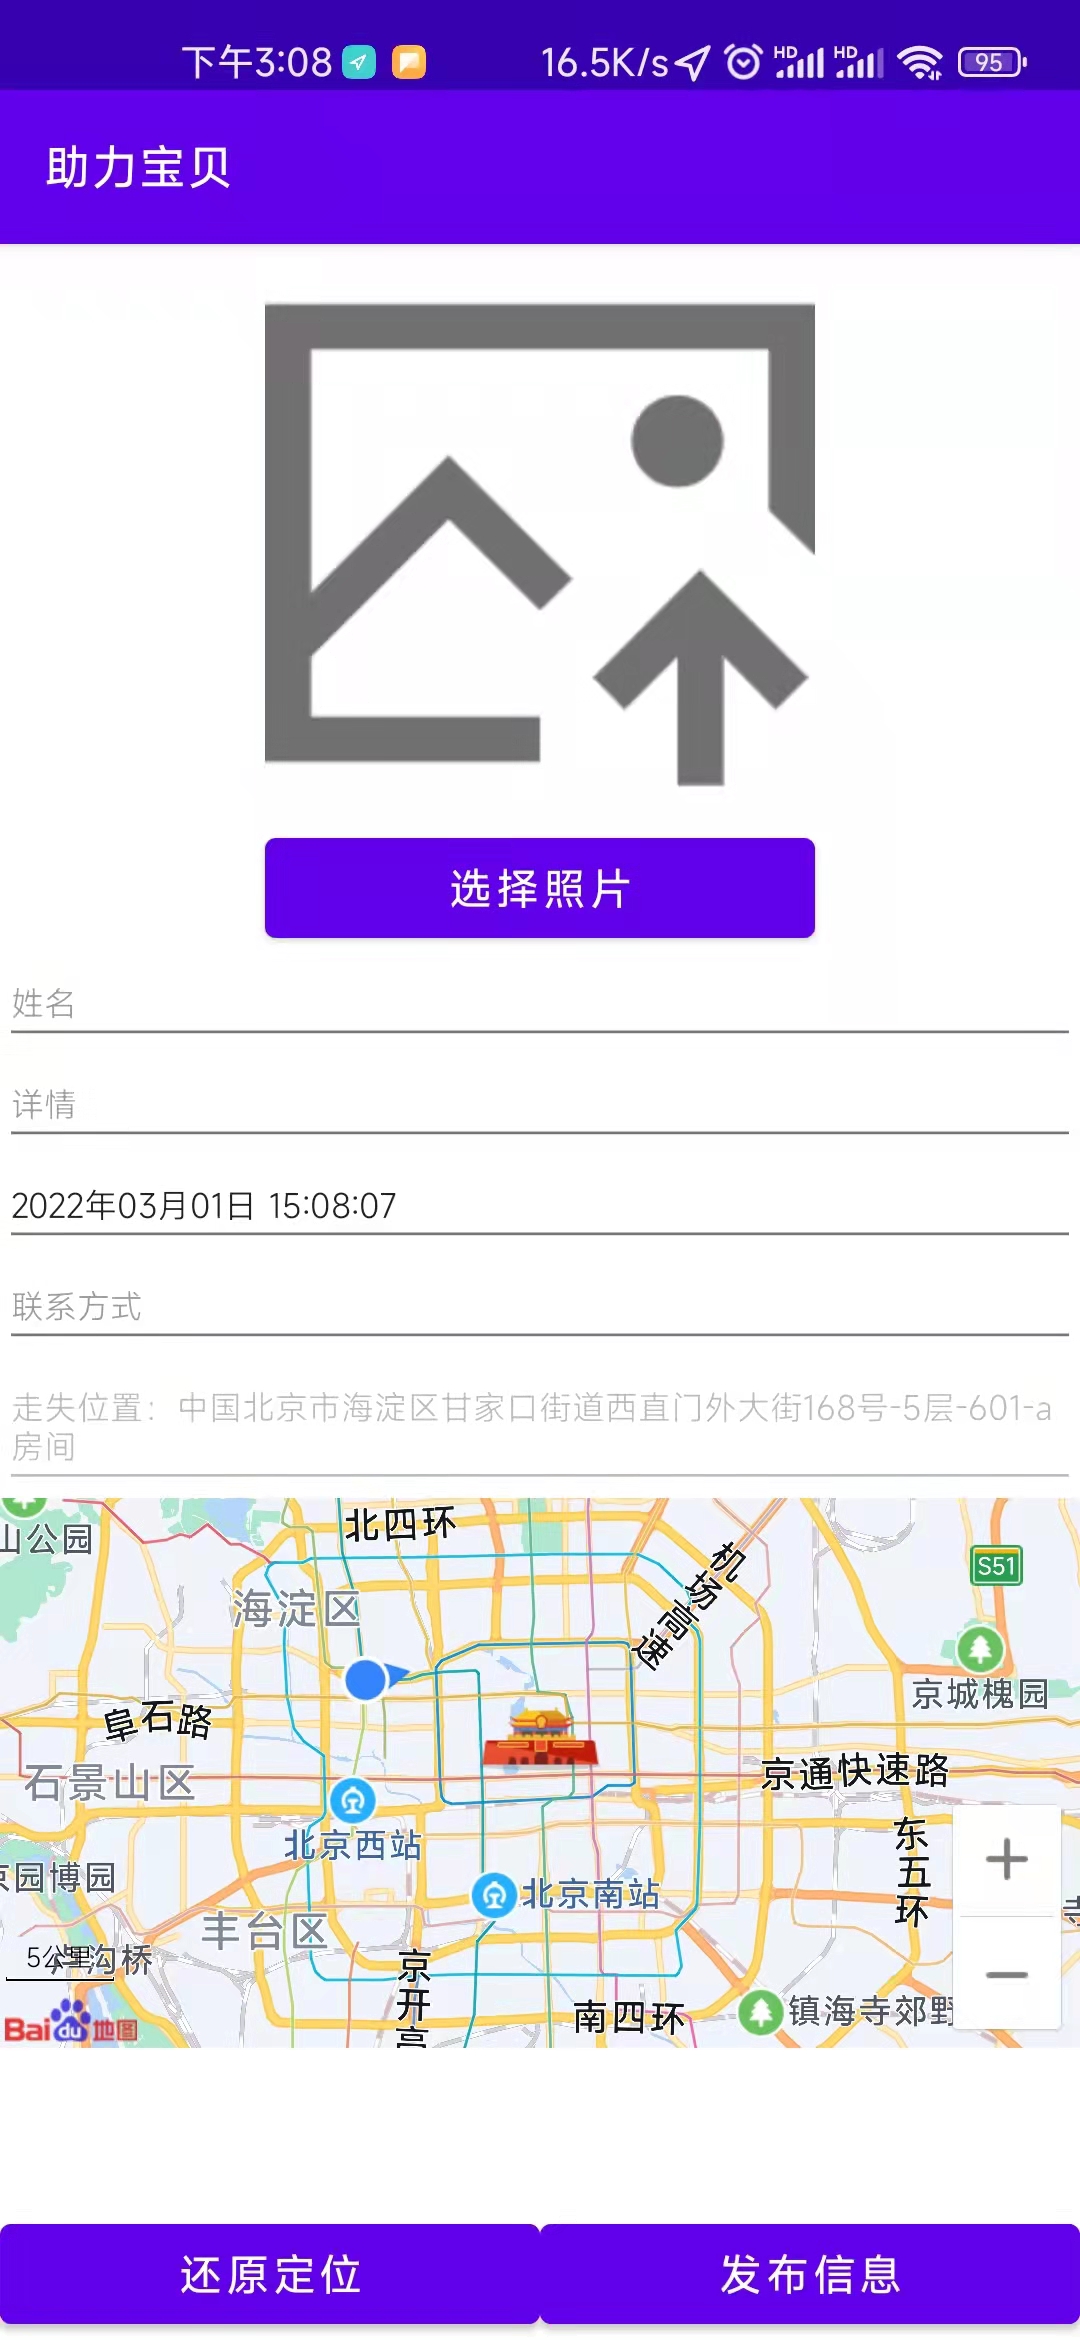 下午3:08
16.5K/s
HD
HD
95
助力宝贝
选择照片
姓名
详情
2022年03月01日 15:08:07
联系方式
走失位置：中国北京市海淀区甘家口街道西直门外大街168号-5层-601-a
房间
北四环
山公园
机场高速
S51
海淀区
京城槐园
阜石路
石景山区
京通快速路
北京西站
东五环
京园博园
北京南站
丰台区
5公里
沟桥
京开高
南四环
镇海寺郊野
Bai du 地图
还原定位
发布信息